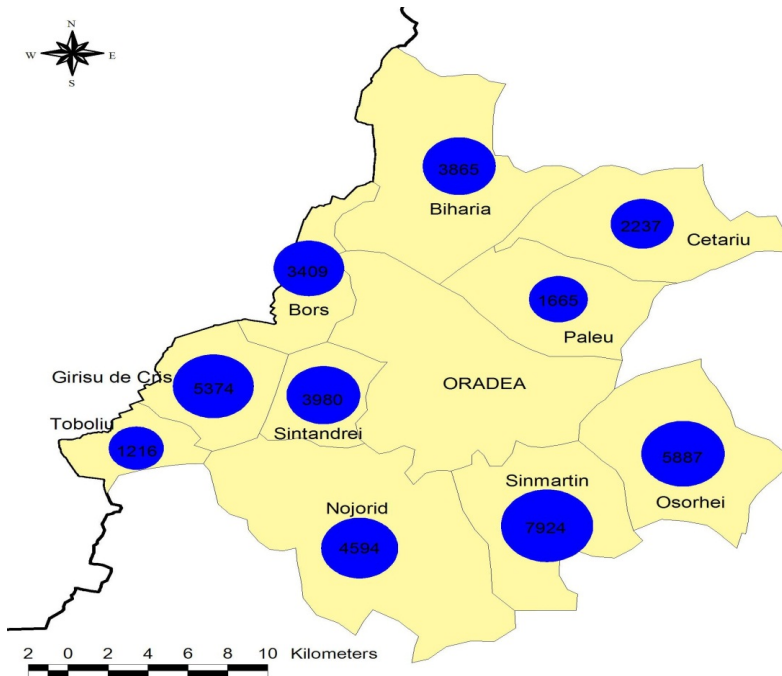 N
W E
S
3865
Biharia
2237
Cetariu
3409
Bors
1665
Paleu
Girisu de Cris
5374
3980
Sintandrei
ORADEA
Toboliu
1216
5887
Osorhei
Sinmartin
7924
Nojorid
4594
2 0 2 4 6 8 10 Kilometers